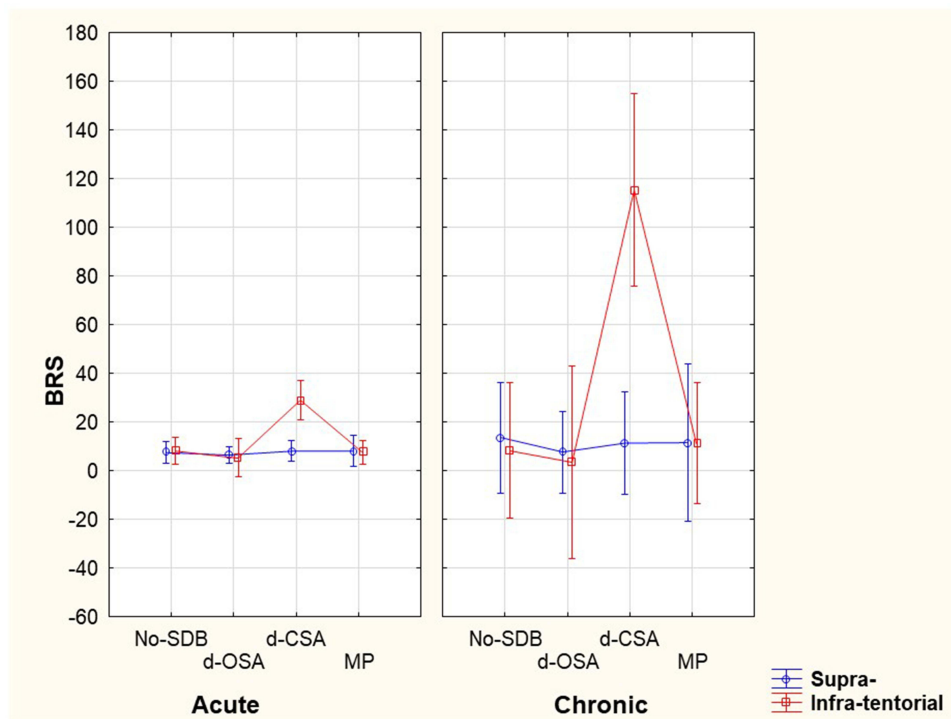 180
160
140
120
100
80
60
40
20
0
-20
-40
-60
BRS
No-SDB d-CSA No-SDB d-CSA
d-OSA MP d-OSA MP
Acute Chronic
Supra-
Infra-tentorial